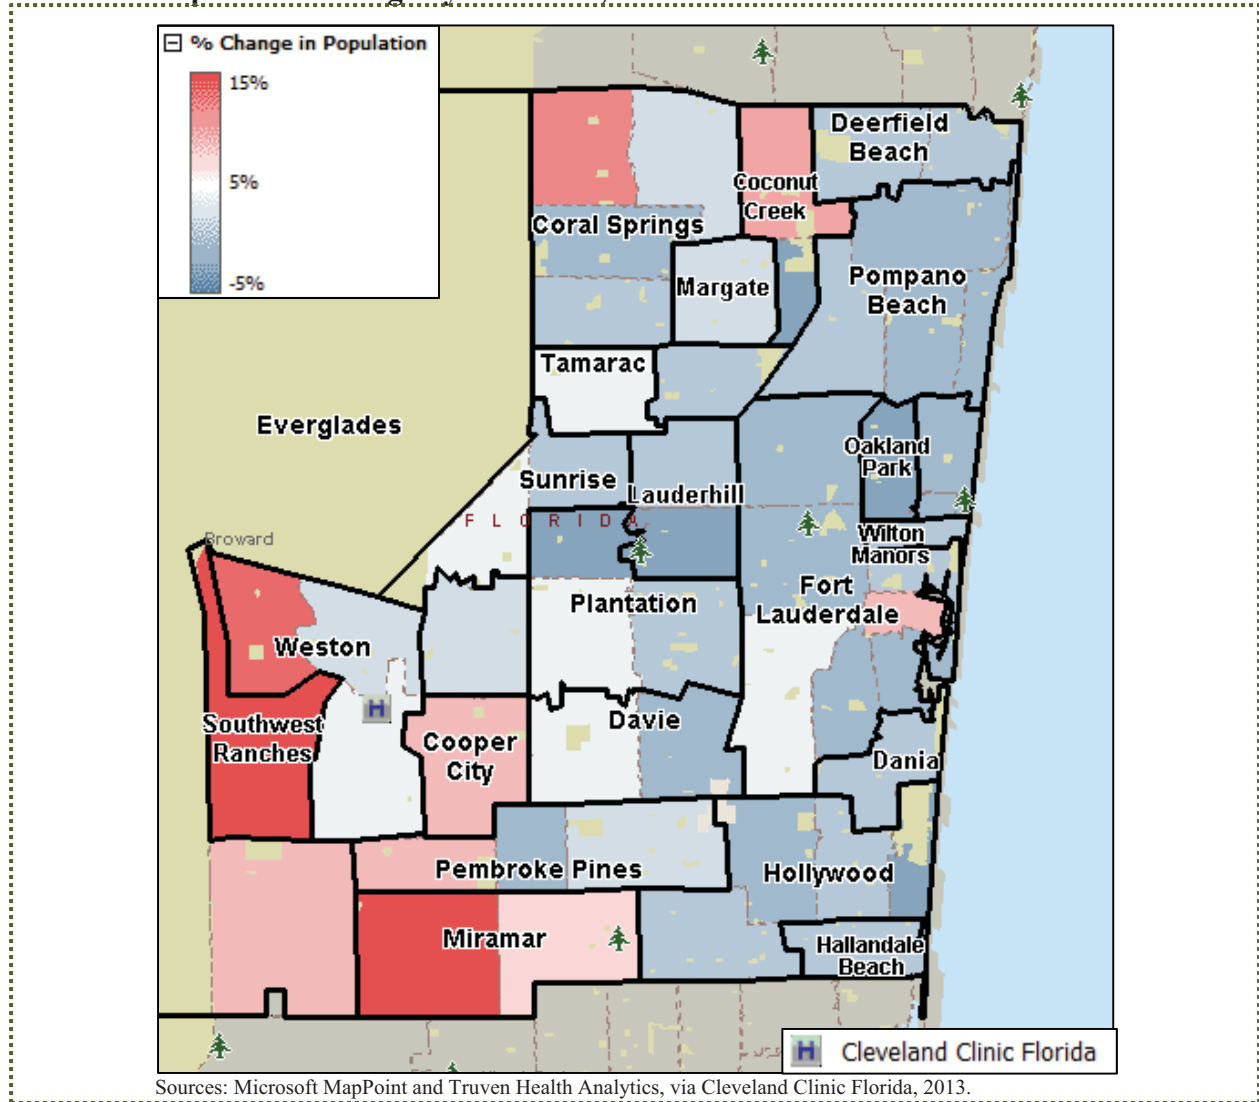 % Change in Population
15%
5%
-5%
Deerfield
Beach
Coconut
Creek
Coral Springs
Margate
Pompano
Beach
Tamarac
Everglades
Oakland
Park
Sunrise
Lauderhill
FLORIDA
Broward
Wilton
Manors
Plantation
Fort
Lauderdale
Weston
H
Southwest
Ranches
Davie
Cooper
City
Dania
Pembroke Pines
Hollywood
Miramar
Hallandale
Beach
H Cleveland Clinic Florida
Sources: Microsoft MapPoint and Truven Health Analytics, via Cleveland Clinic Florida, 2013.